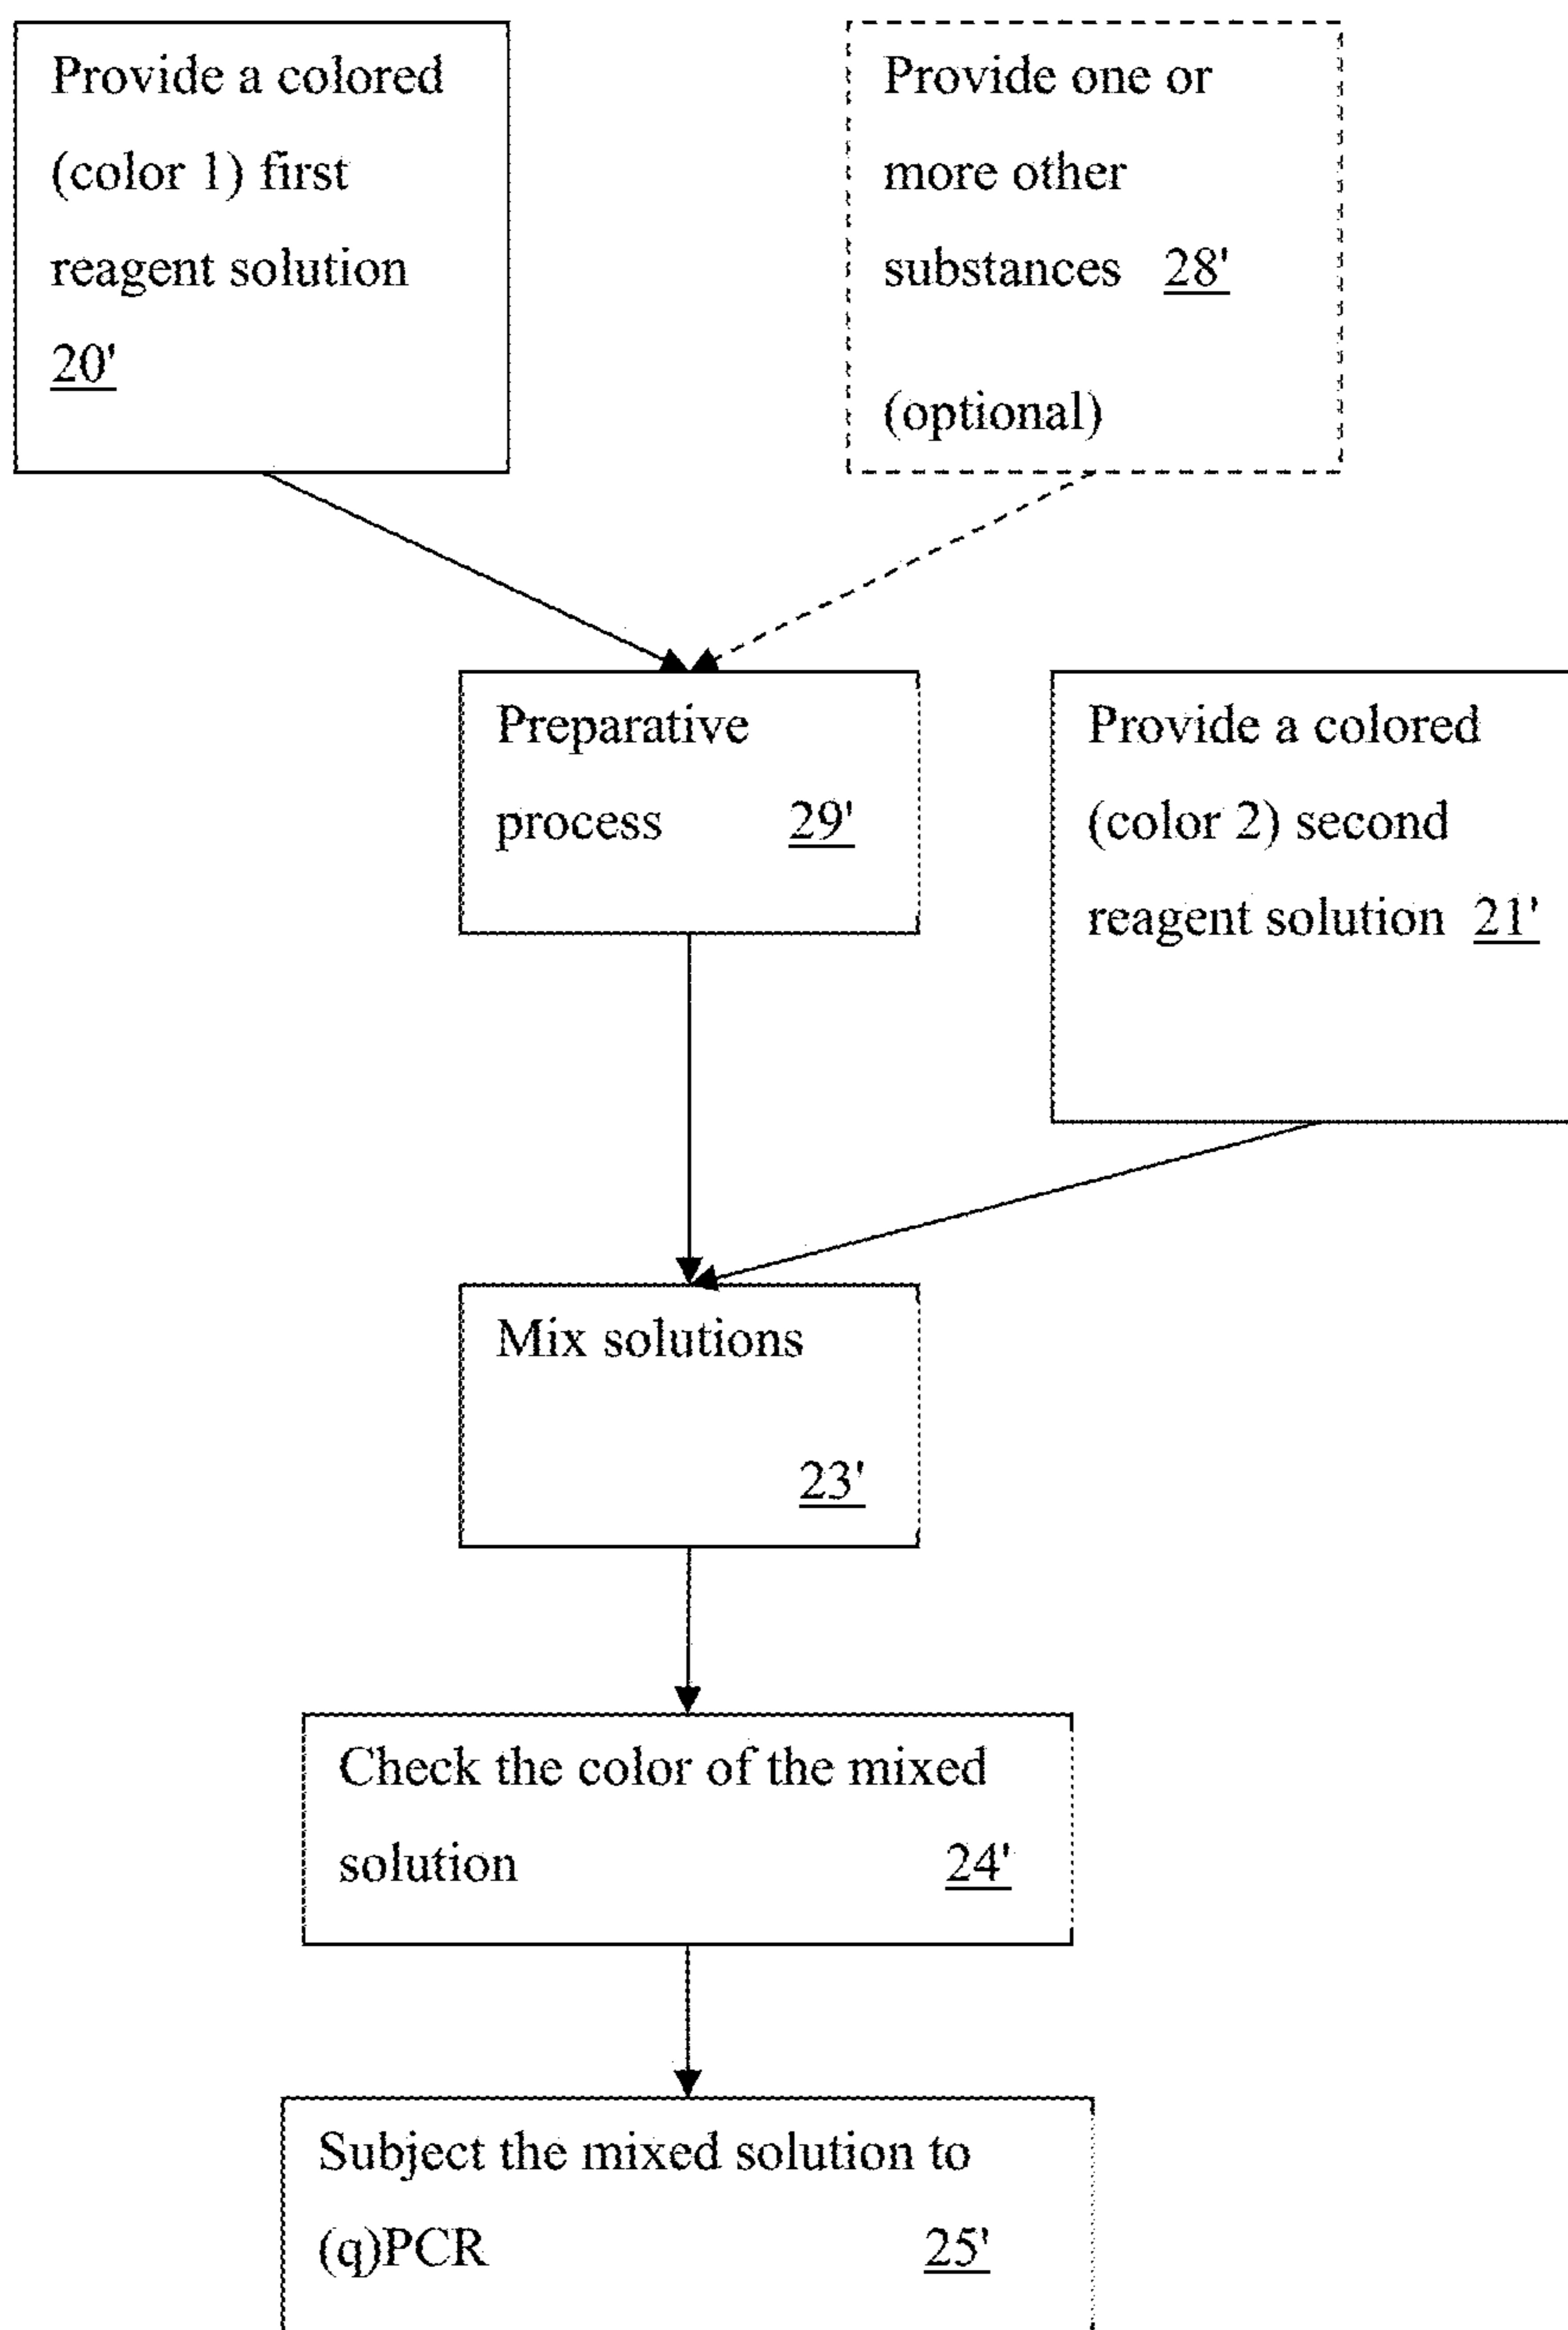 Provide a colored
(color 1) first
reagent solution
20'
Provide one or
more other
substances 28'
(optional)
Preparative
process 29'
Provide a colored
(color 2) second
reagent solution 21'
Mix solutions
23'
Check the color of the mixed
solution 24'
Subject the mixed solution to
(q)PCR 25'